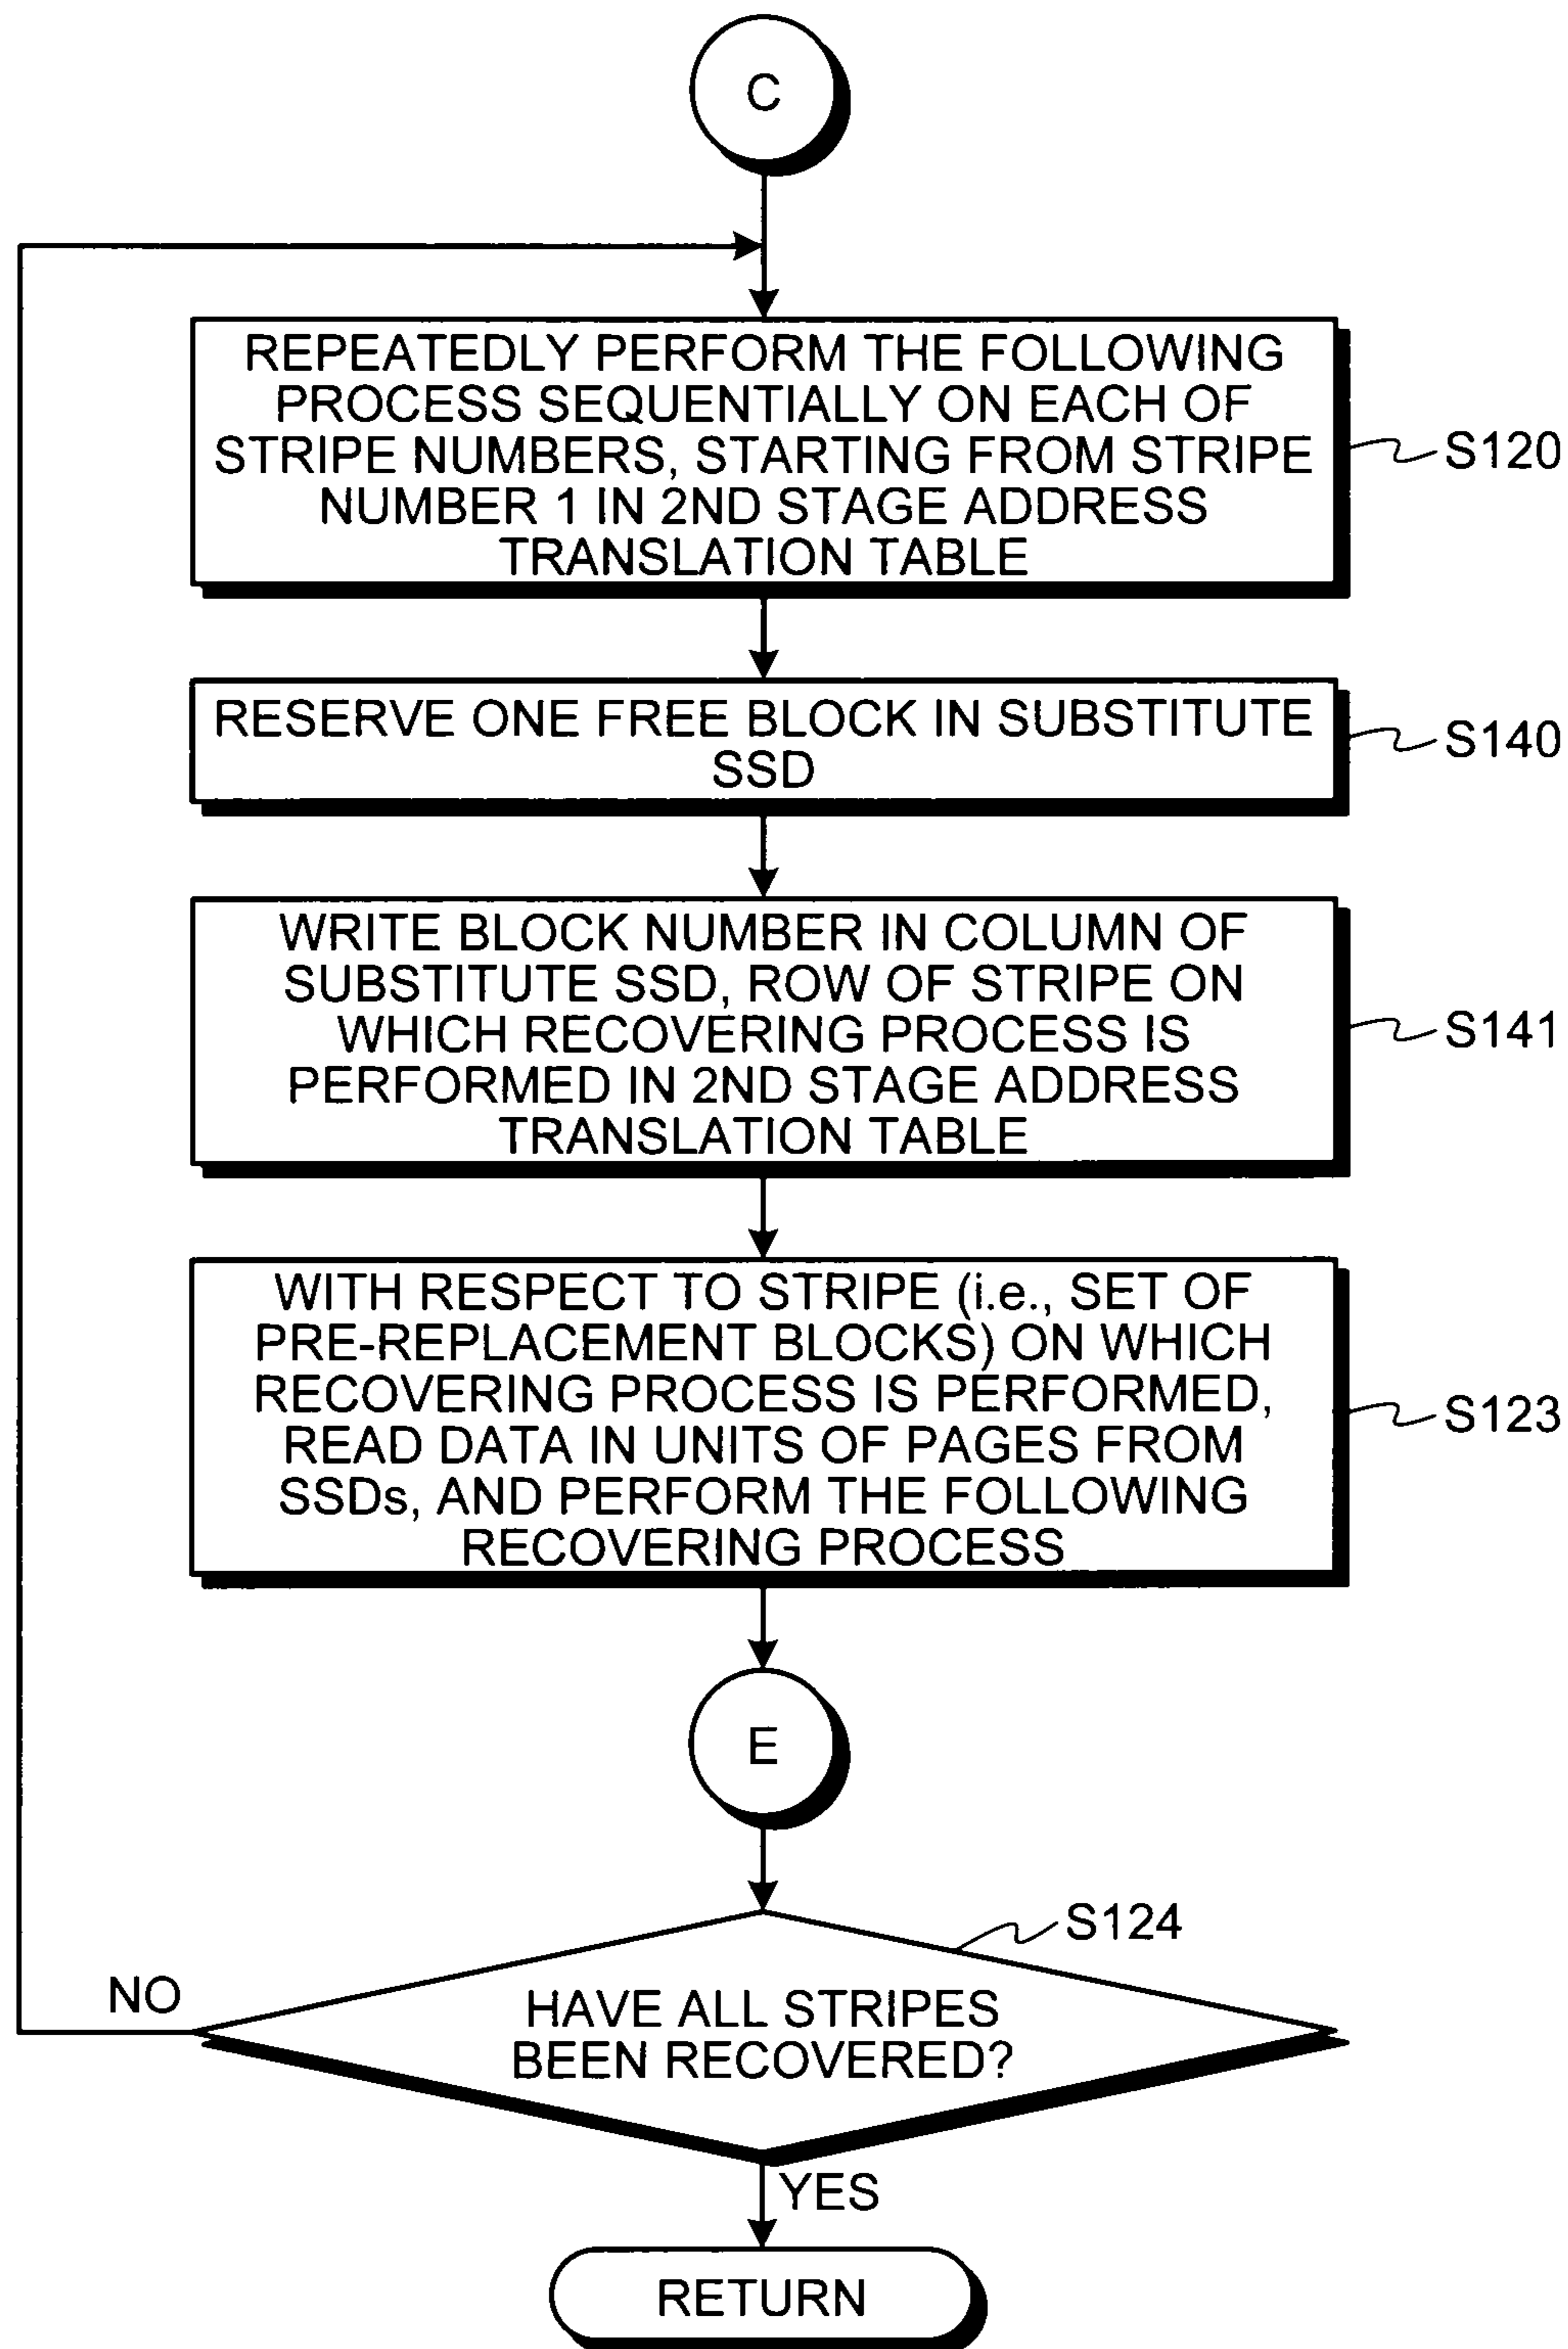 C
REPEATEDLY PERFORM THE FOLLOWING
PROCESS SEQUENTIALLY ON EACH OF
STRIPE NUMBERS, STARTING FROM STRIPE
NUMBER 1 IN 2ND STAGE ADDRESS
TRANSLATION TABLE
S120
RESERVE ONE FREE BLOCK IN SUBSTITUTE
SSD
S140
WRITE BLOCK NUMBER IN COLUMN OF
SUBSTITUTE SSD, ROW OF STRIPE ON
WHICH RECOVERING PROCESS IS
PERFORMED IN 2ND STAGE ADDRESS
TRANSLATION TABLE
S141
WITH RESPECT TO STRIPE (i.e., SET OF
PRE-REPLACEMENT BLOCKS) ON WHICH
RECOVERING PROCESS IS PERFORMED,
READ DATA IN UNITS OF PAGES FROM
SSDs, AND PERFORM THE FOLLOWING
RECOVERING PROCESS
S123
E
S124
NO
HAVE ALL STRIPES
BEEN RECOVERED?
YES
RETURN